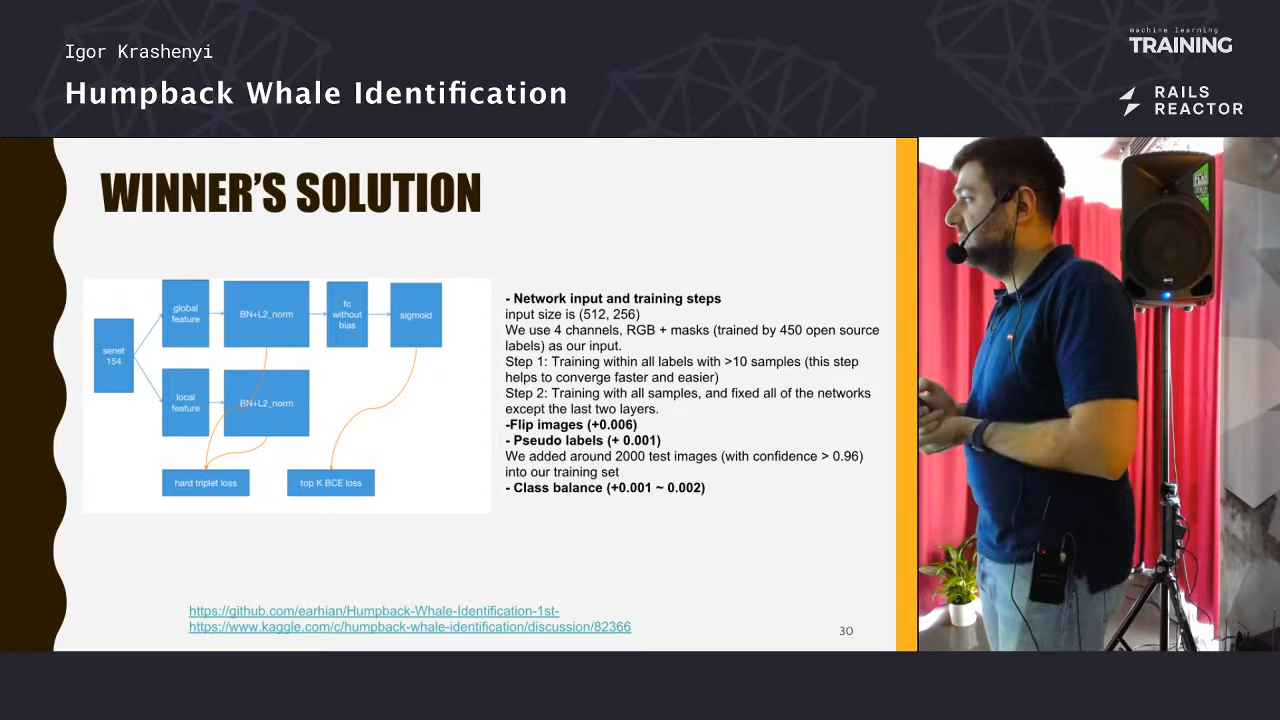 Igor Krashenyi
Humpback Whale Identification
machine learning
TRAINING
RAILS
REACTOR
WINNER'S SOLUTION
senet
154
global
feature
BN+L2_norm
fc
without
bias
sigmoid
local
feature
BN+L2_norm
hard triplet loss
top K BCE loss
- Network input and training steps
input size is (512, 256)
We use 4 channels, RGB + masks (trained by 450 open source
labels) as our input.
Step 1: Training within all labels with >10 samples (this step
helps to converge faster and easier)
Step 2: Training with all samples, and fixed all of the networks
except the last two layers.
-Flip images (+0.006)
- Pseudo labels (+ 0.001)
We added around 2000 test images (with confidence > 0.96)
into our training set
- Class balance (+0.001 ~ 0.002)
https://github.com/earhian/Humpback-Whale-Identification-1st-
https://www.kaggle.com/c/humpback-whale-identification/discussion/82366
30